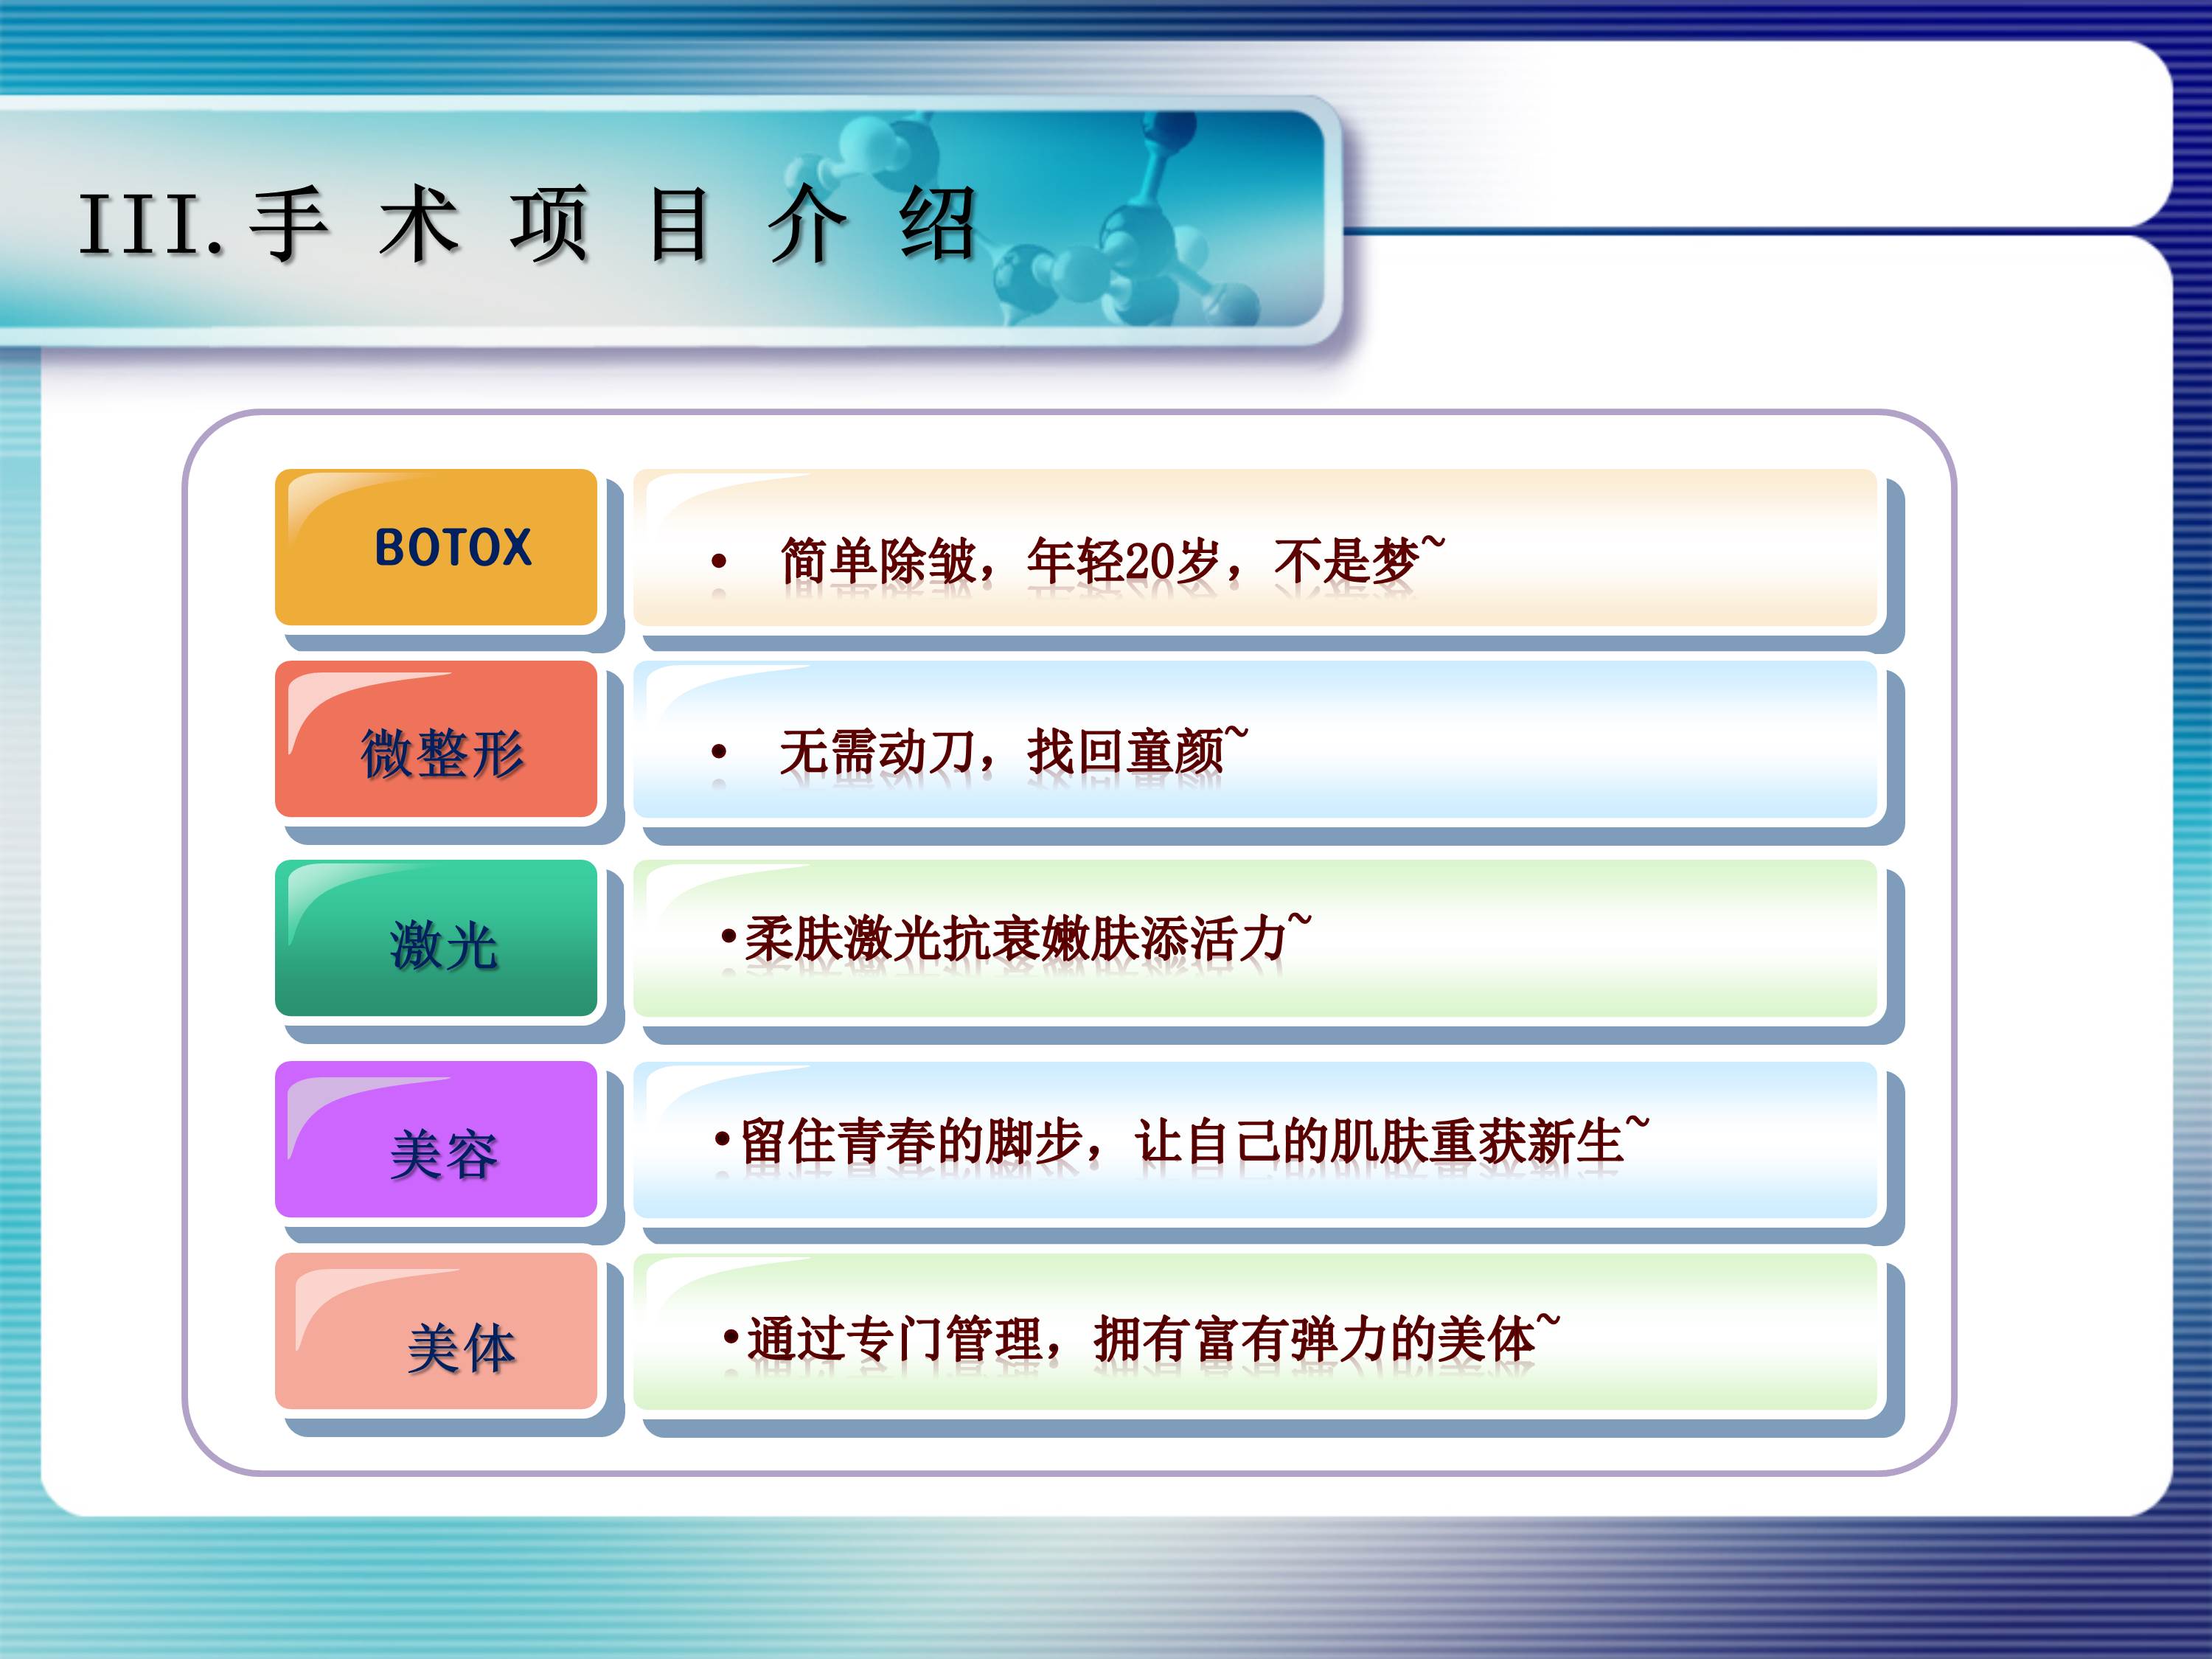 III.手 术 项 目 介 绍
BOTOX
• 简单除皱，年轻20岁，不是梦~
微整形
• 无需动刀，找回童颜~
激光
•柔肤激光抗衰嫩肤添活力~
美容
•留住青春的脚步，让自己的肌肤重获新生~
美体
•通过专门管理，拥有富有弹力的美体~